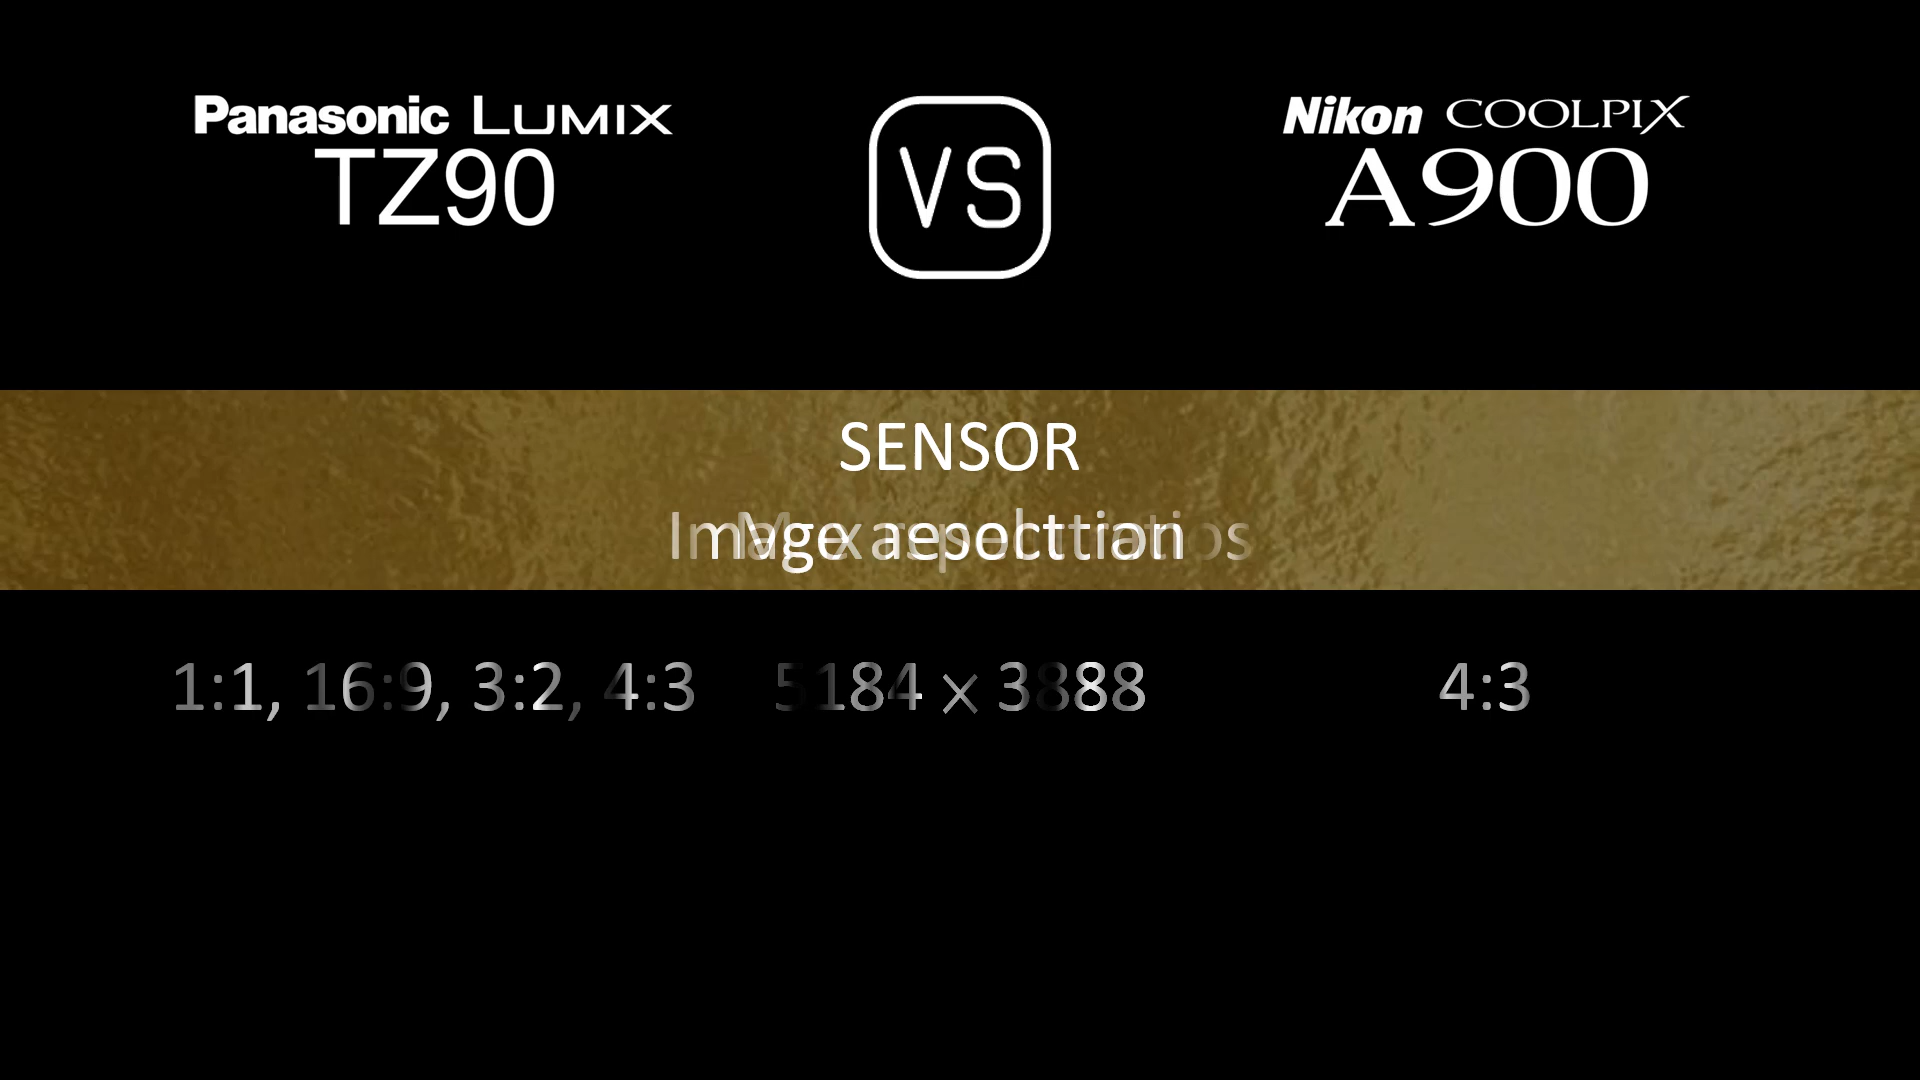 Panasonic LUMIX
TZ90
VS
Nikon COOLPIX
A900
SENSOR
1:1, 16:9, 3:2, 4:3
5184 x 3888
4:3